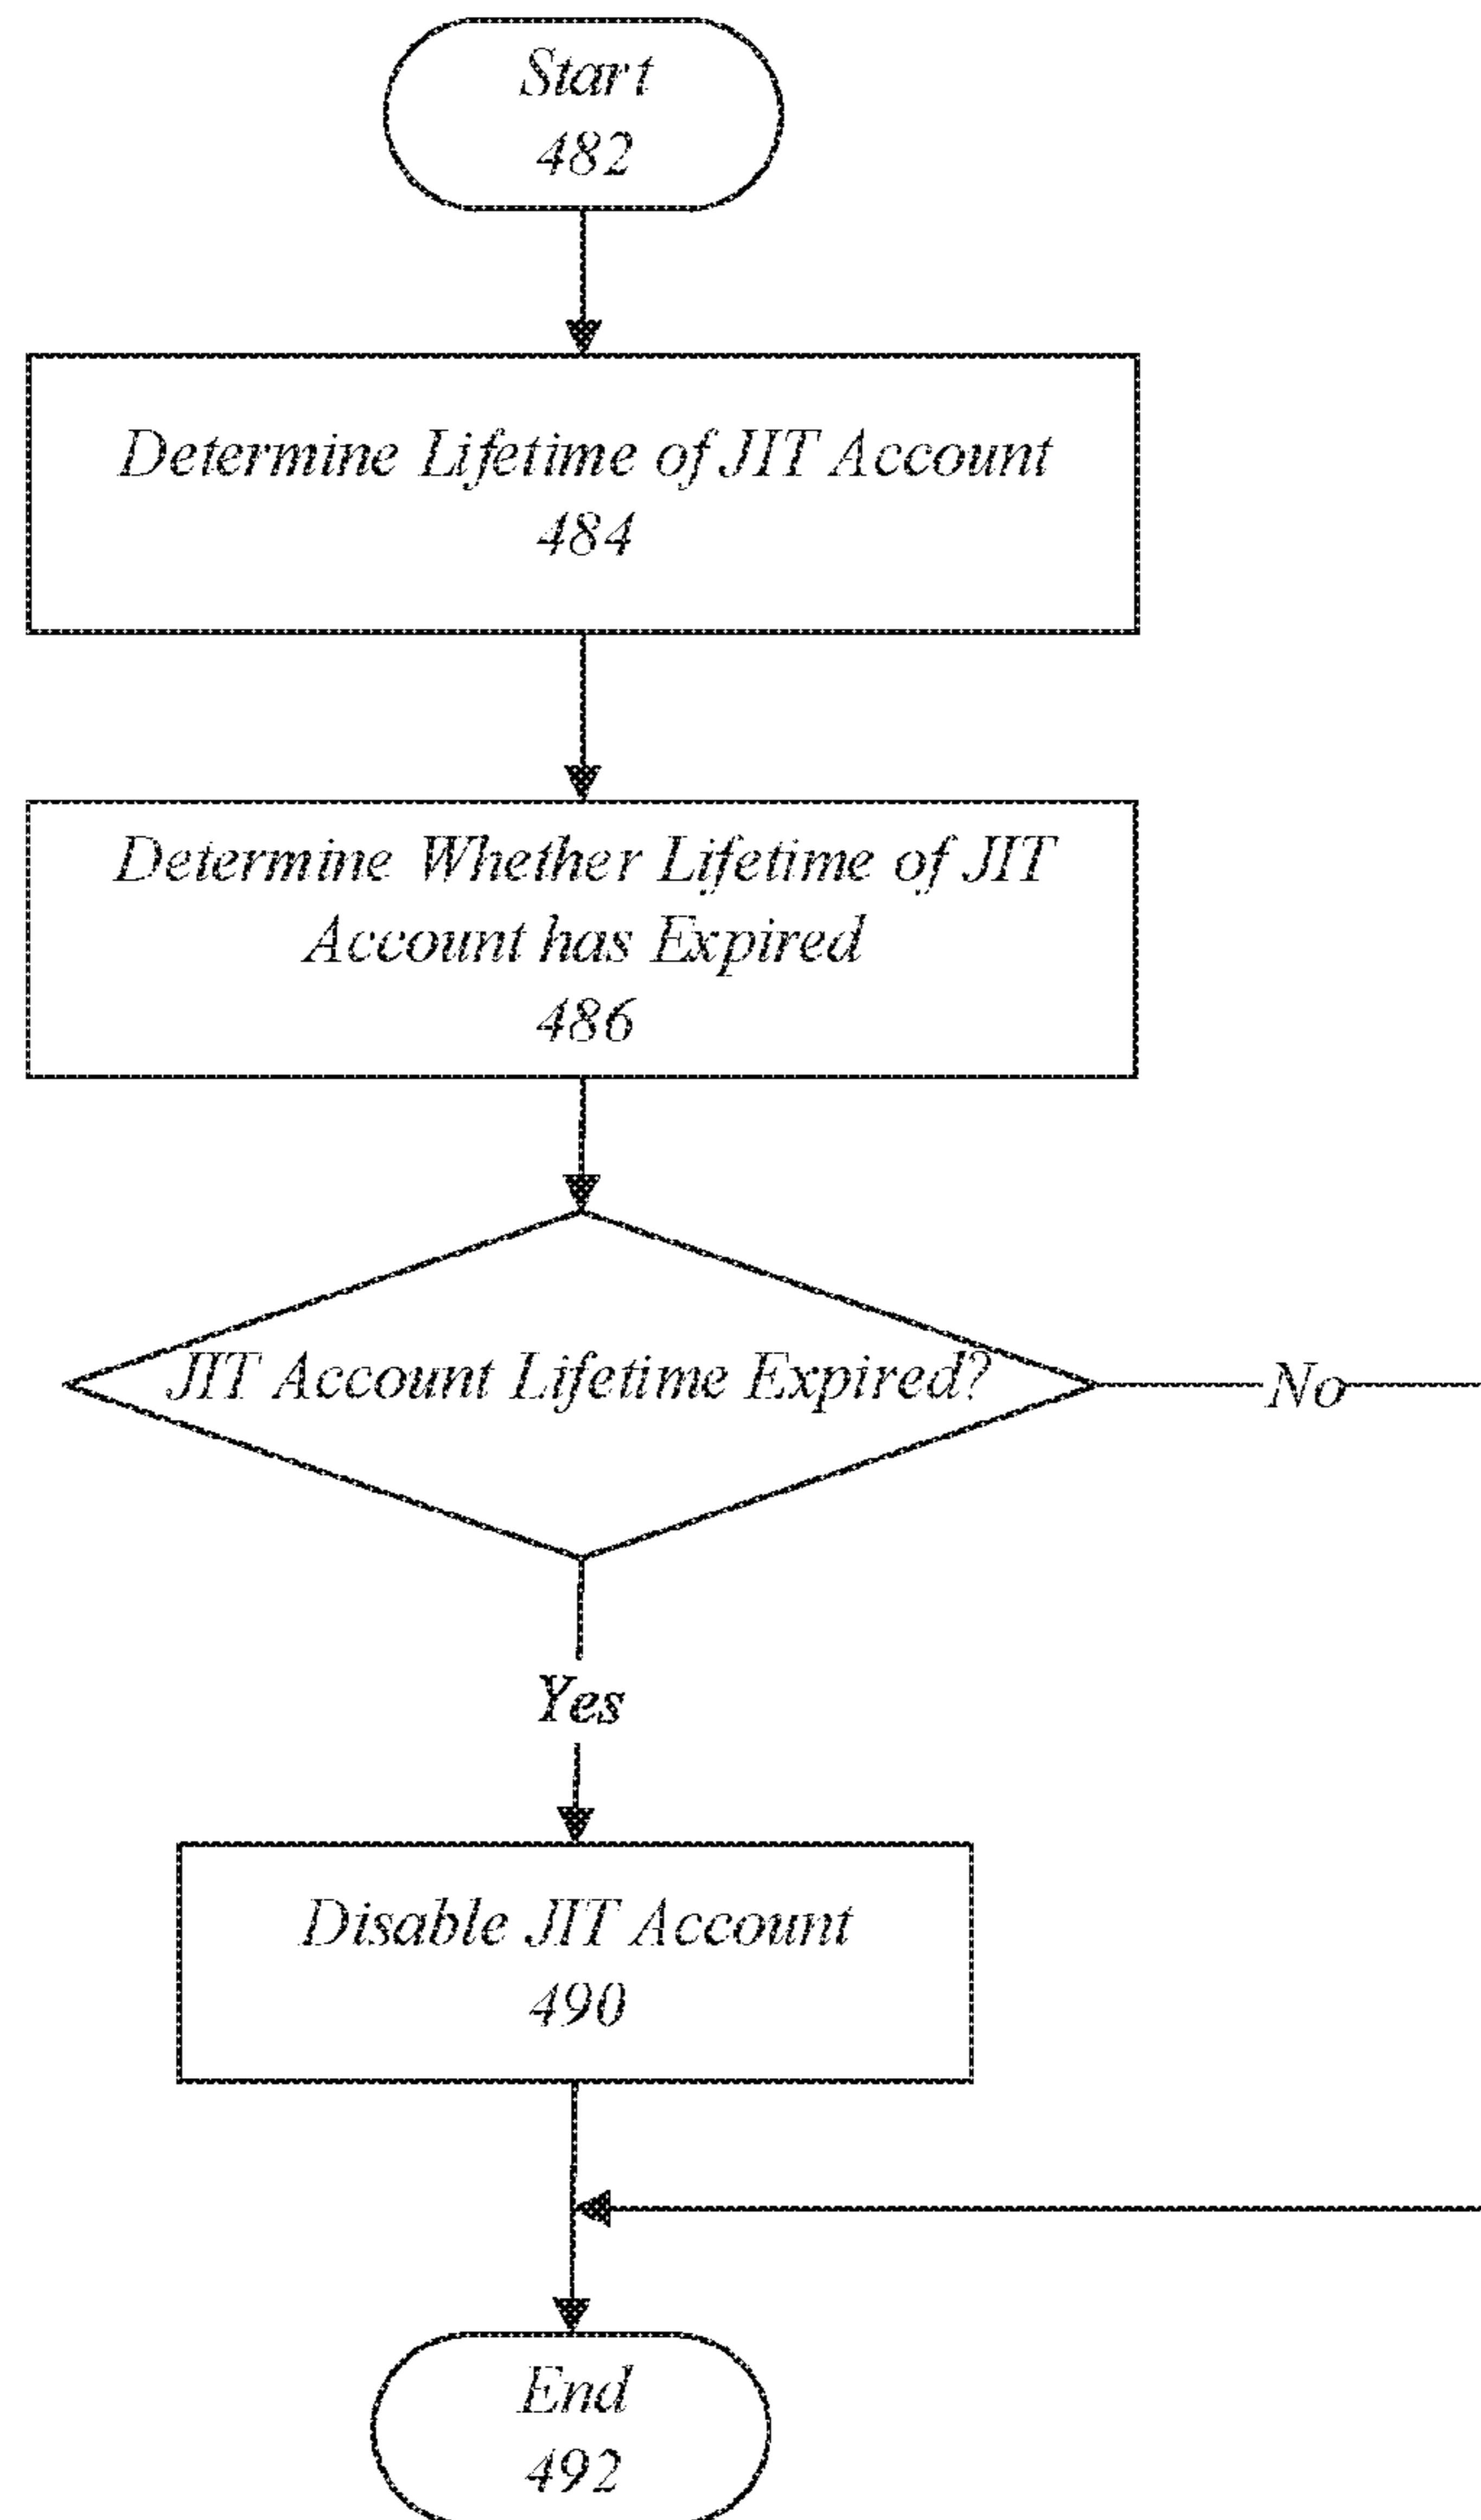 Start
482
Determine Lifetime of JIT Account
484
Determine Whether Lifetime of JIT
Account has Expired
486
JIT Account Lifetime Expired?
No
Yes
Disable JIT Account
490
End
492